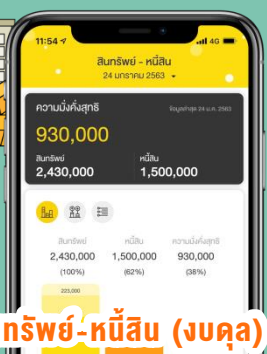 11:54
4G
สินทรัพย์ - หนี้สิน
24 มกราคม 2563
ความมั่งคั่งสุทธิ
ข้อมูลล่าสุด 24 ม.ค. 2563
930,000
สินทรัพย์ หนี้สิน
2,430,000 1,500,000
สินทรัพย์ หนี้สิน ความมั่งคั่งสุทธิ
2,430,000 1,500,000 930,000
(100%) (62%) (38%)
223,000
ทรัพย์-หนี้สิน (งบดุล)